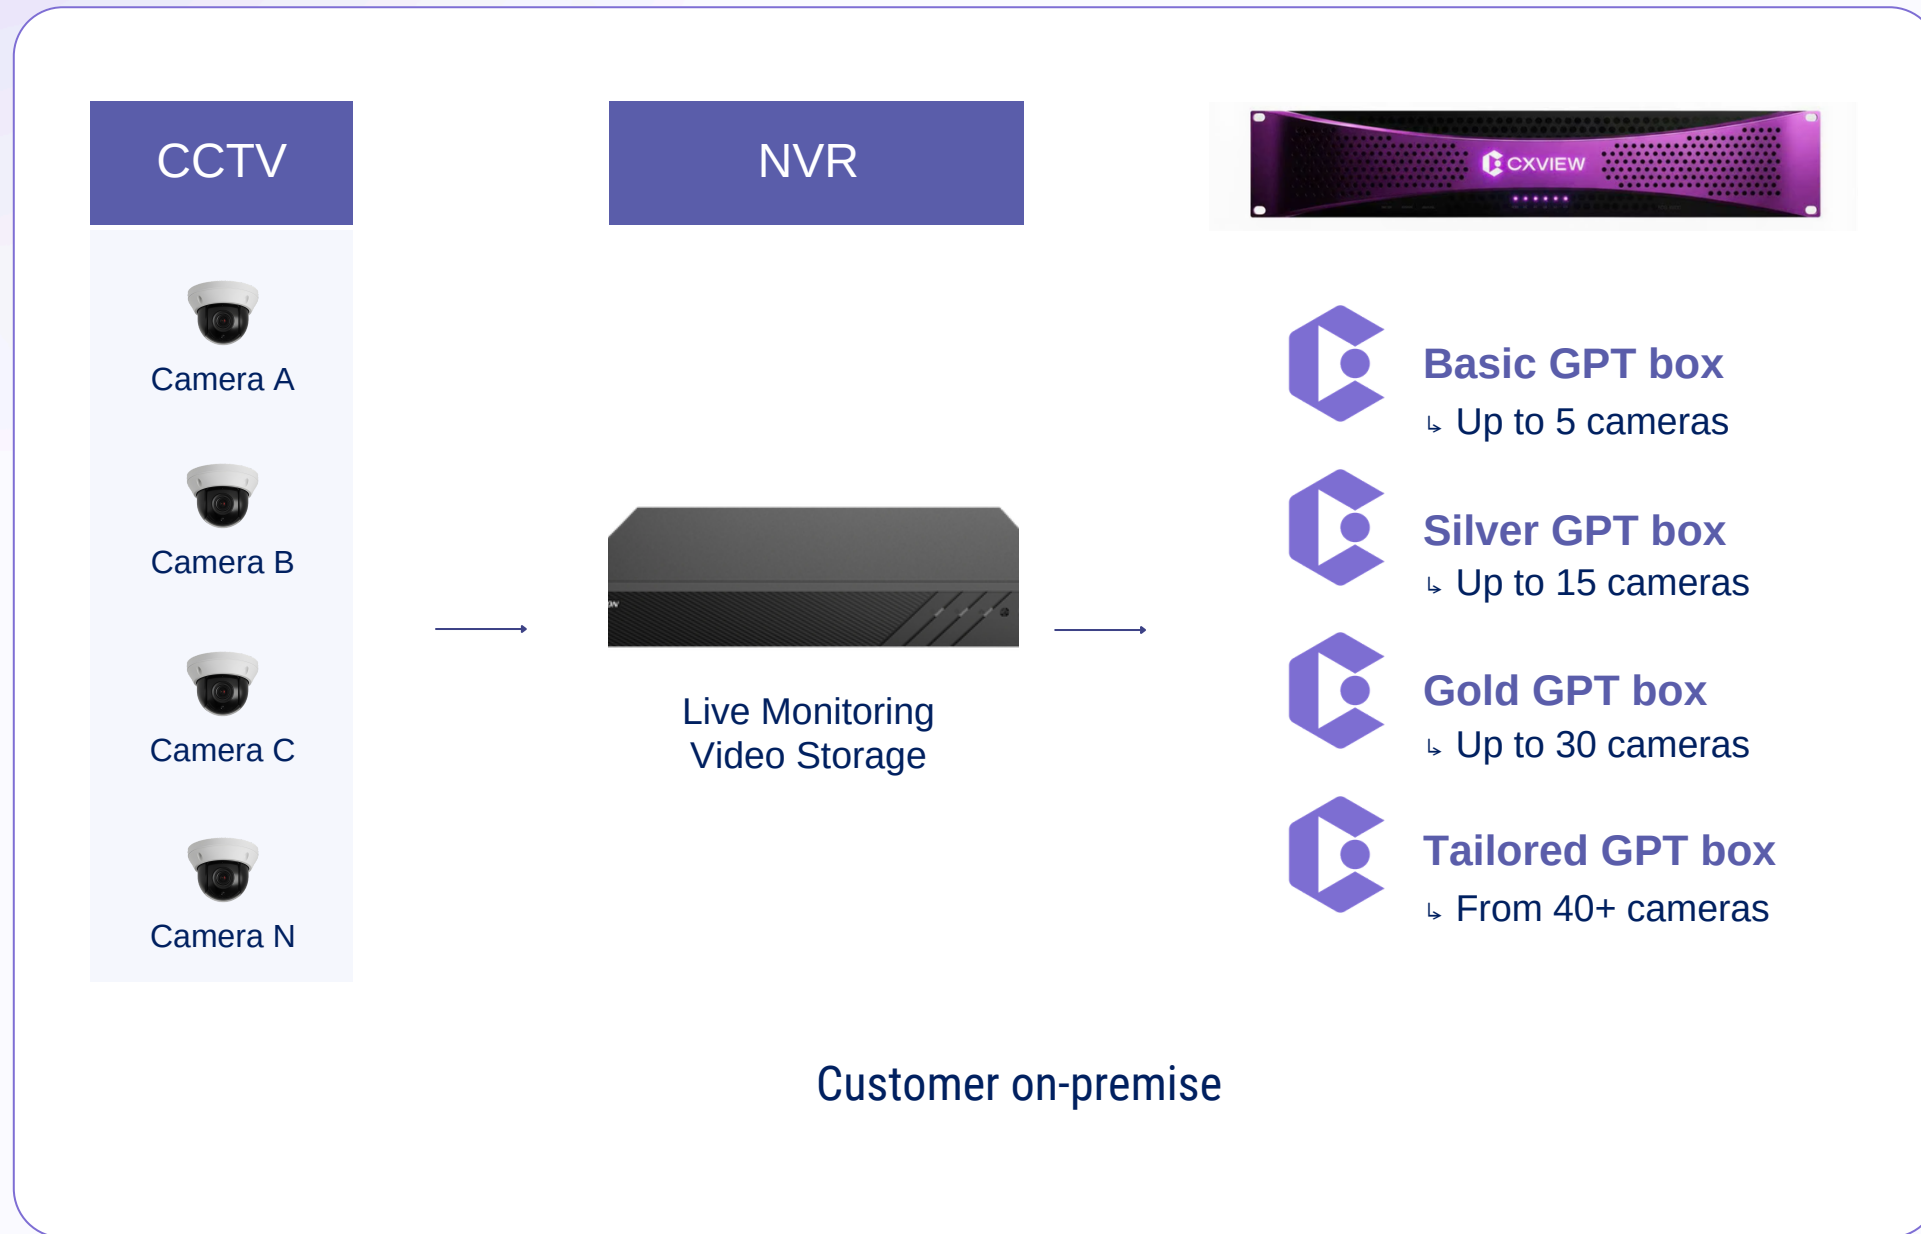 CCTV
Camera A
Camera B
Camera C
Camera N
NVR
Live Monitoring
Video Storage
CXVIEW
Basic GPT box
↳ Up to 5 cameras
Silver GPT box
↳ Up to 15 cameras
Gold GPT box
↳ Up to 30 cameras
Tailored GPT box
↳ From 40+ cameras
Customer on-premise